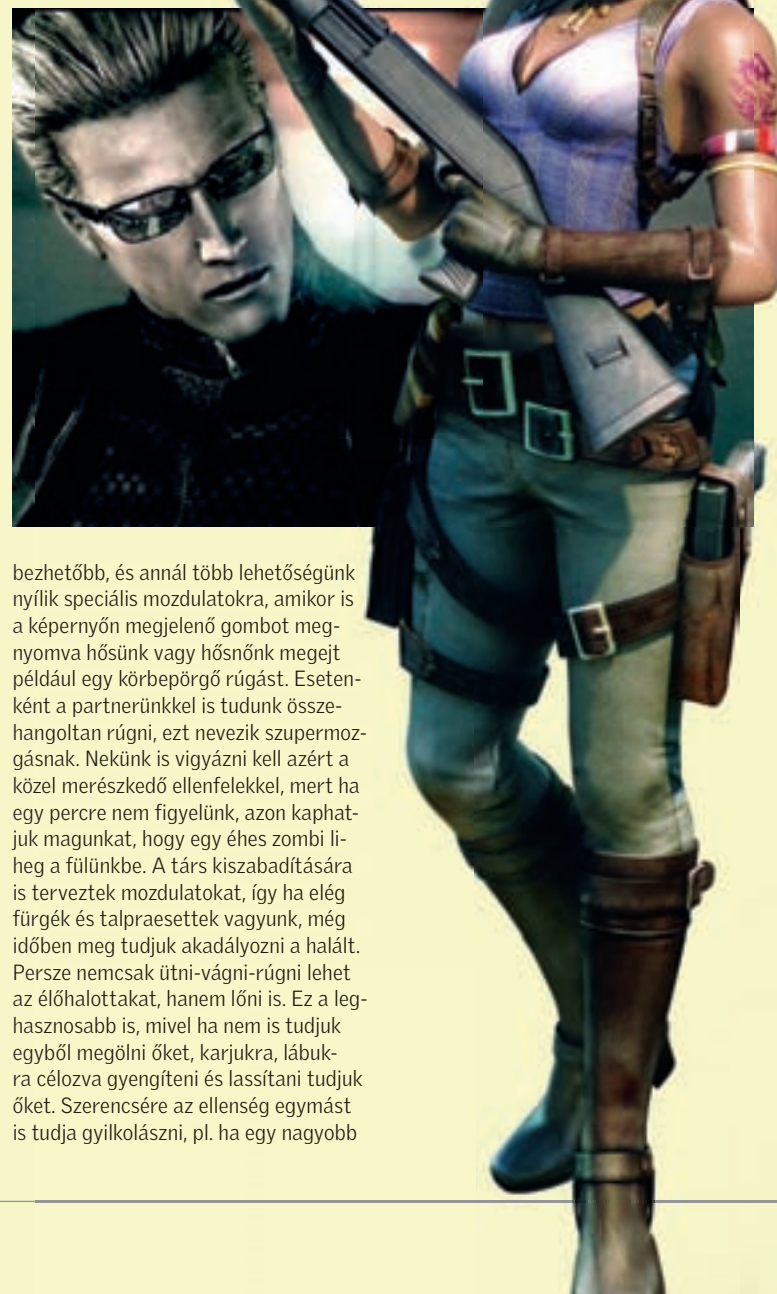 bezhetőbb, és annál több lehetőségünk
nyílik speciális mozdulatokra, amikor is
a képernyőn megjelenő gombot meg-
nyomva hősünk vagy hősnőnk megejt
például egy körbepörgő rúgást. Eseten-
ként a partnerünkkel is tudunk össze-
hangoltan rúgni, ezt nevezik szupermoz-
gásnak. Nekünk is vigyázni kell azért a
közel merészkedő ellenfelekkel, mert ha
egy percre nem figyelünk, azon kaphat-
juk magunkat, hogy egy éhes zombi li-
heg a fülünkbe. A társ kiszabadítására
is terveztek mozdulatokat, így ha elég
fürgék és talpraesettek vagyunk, még
időben meg tudjuk akadályozni a halált.
Persze nemcsak ütni-vágni-rúgni lehet
az élőhalottakat, hanem lőni is. Ez a leg-
hasznosabb is, mivel ha nem is tudjuk
egyből megölni őket, karjukra, lábuk-
ra célozva gyengíteni és lassítani tudjuk
őket. Szerencsére az ellenség egymást
is tudja gyilkolászni, pl. ha egy nagyobb